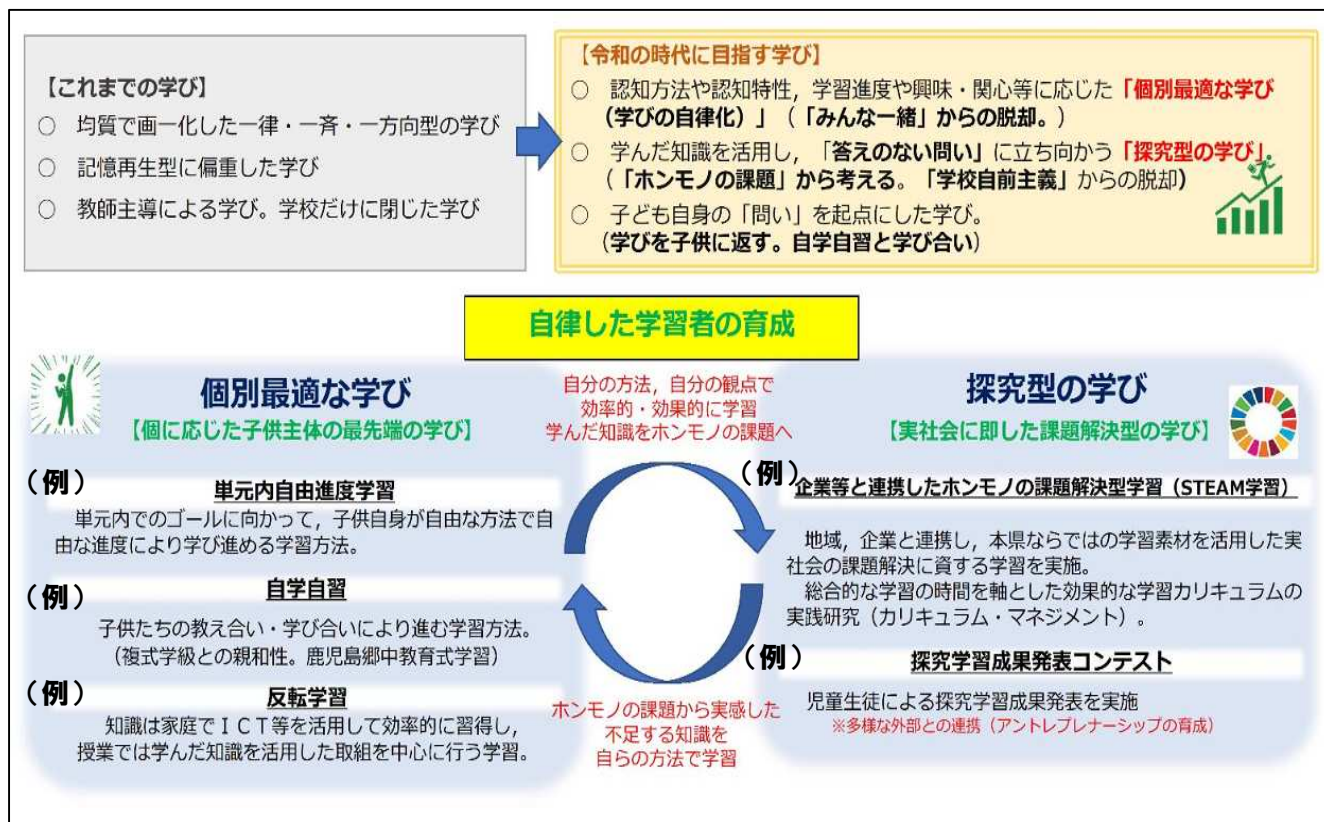 【これまでの学び】
○ 均質で画一化した一律・一斉・一方向型の学び
○ 記憶再生型に偏重した学び
○ 教師主導による学び。学校だけに閉じた学び
【令和の時代に目指す学び】
○ 認知方法や認知特性，学習進度や興味・関心等に応じた「個別最適な学び
（学びの自律化）」（「みんな一緒」からの脱却。）
○ 学んだ知識を活用し，「答えのない問い」に立ち向かう「探究型の学び」
（「ホンモノの課題」から考える。「学校自前主義」からの脱却）
○ 子ども自身の「問い」を起点にした学び。
（学びを子供に返す。自学自習と学び合い）
自律した学習者の育成
個別最適な学び
【個に応じた子供主体の最先端の学び】
（例）
単元内自由進度学習
単元内でのゴールに向かって，子供自身が自由な方法で自
由な進度により学び進める学習方法。
（例）
自学自習
子供たちの教え合い・学び合いにより進む学習方法。
（複式学級との親和性。鹿児島郷中教育式学習）
（例）
反転学習
知識は家庭でＩＣＴ等を活用して効率的に習得し，
授業では学んだ知識を活用した取組を中心に行う学習。
自分の方法，自分の観点で
効率的・効果的に学習
学んだ知識をホンモノの課題へ
ホンモノの課題から実感した
不足する知識を
自らの方法で学習
探究型の学び
【実社会に即した課題解決型の学び】
（例）
企業等と連携したホンモノの課題解決型学習（STEAM学習）
地域，企業と連携し，本県ならではの学習素材を活用した実
社会の課題解決に資する学習を実施。
総合的な学習の時間を軸とした効果的な学習カリキュラムの
実践研究（カリキュラム・マネジメント）。
（例）
探究学習成果発表コンテスト
児童生徒による探究学習成果発表を実施
※多様な外部との連携（アントレプレナーシップの育成）